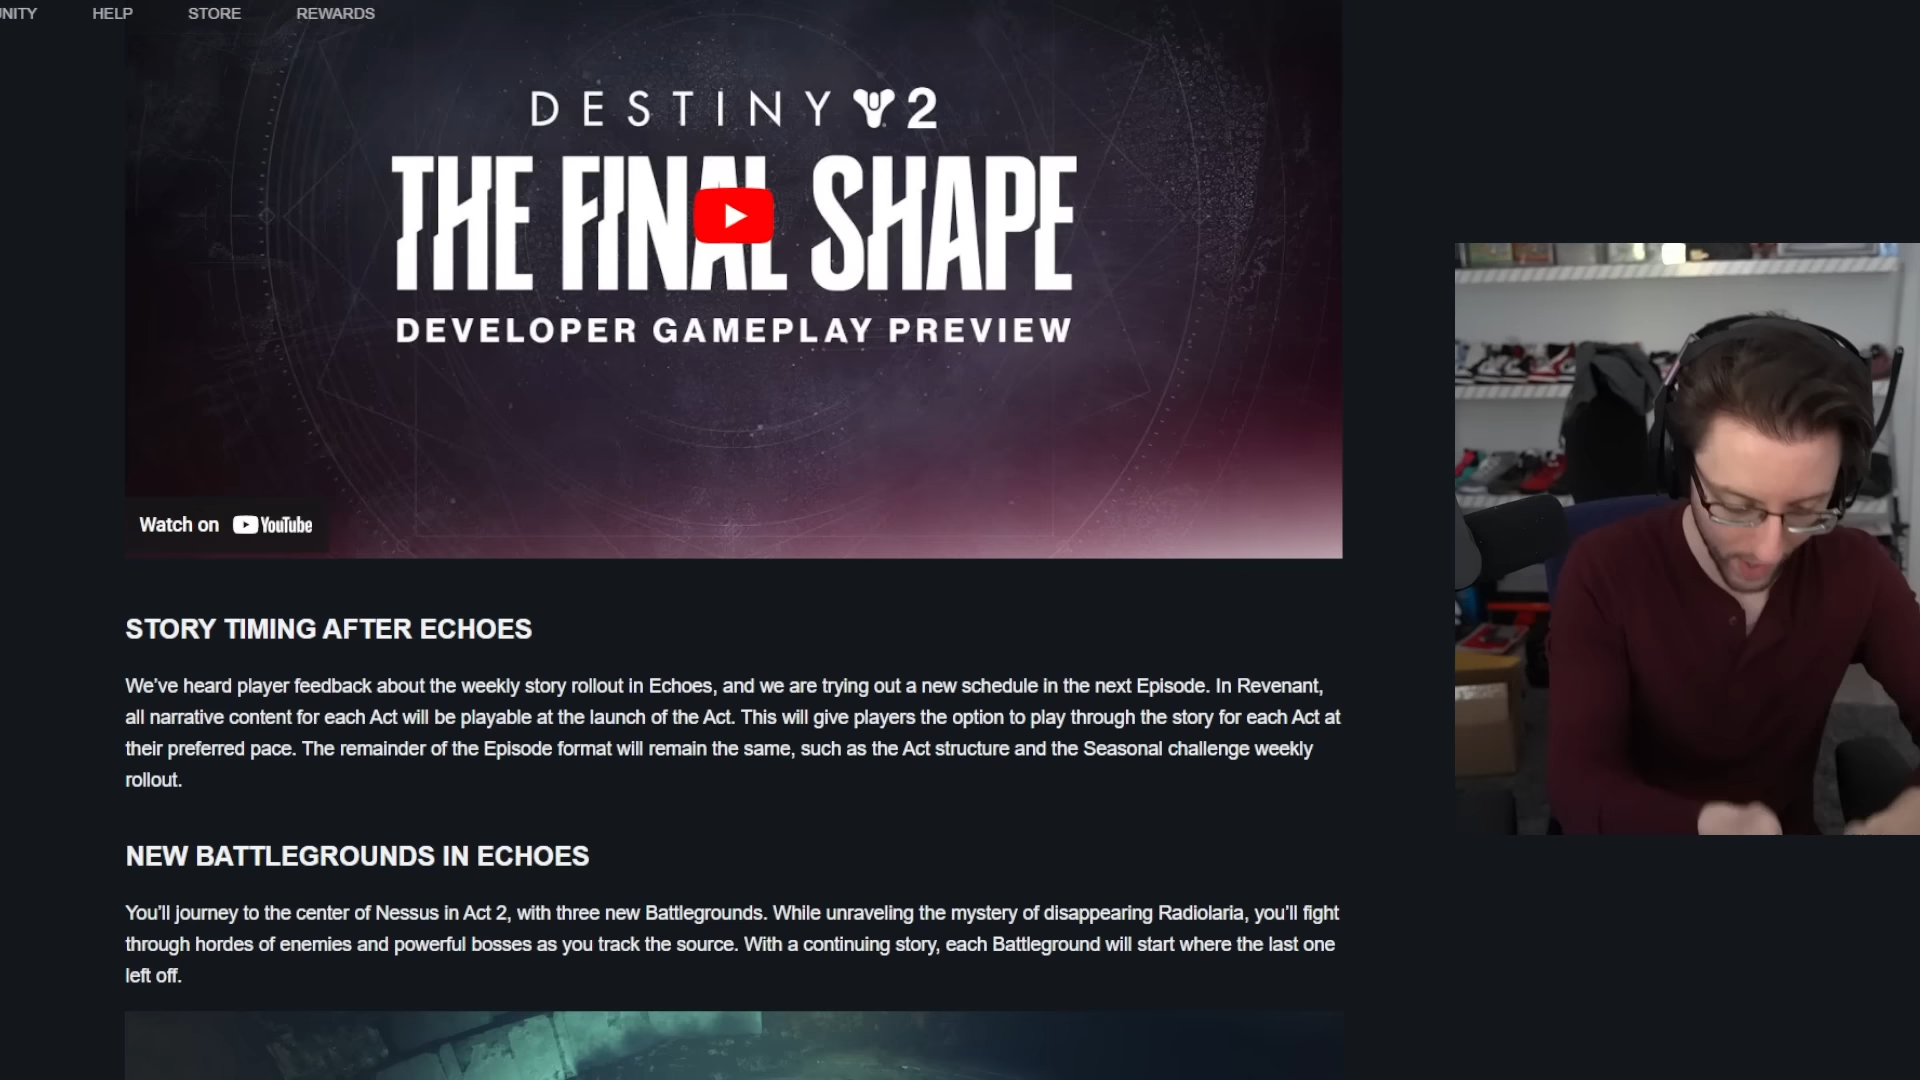 HELP STORE REWARDS
DESTINY 2
THE FINAL SHAPE
DEVELOPER GAMEPLAY PREVIEW
Watch on YouTube
STORY TIMING AFTER ECHOES
We've heard player feedback about the weekly story rollout in Echoes, and we are trying out a new schedule in the next Episode. In Revenant,
all narrative content for each Act will be playable at the launch of the Act. This will give players the option to play through the story for each Act at
their preferred pace. The remainder of the Episode format will remain the same, such as the Act structure and the Seasonal challenge weekly
rollout.
NEW BATTLEGROUNDS IN ECHOES
You'll journey to the center of Nessus in Act 2, with three new Battlegrounds. While unraveling the mystery of disappearing Radiolaria, you'll fight
through hordes of enemies and powerful bosses as you track the source. With a continuing story, each Battleground will start where the last one
left off.